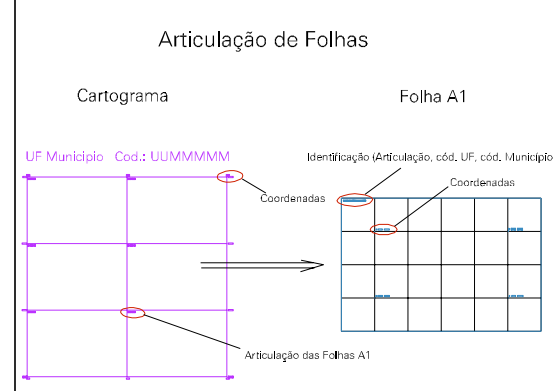 Articulação de Folhas
Cartograma
Folha A1
UF Municipio Cod.: UUMMMMM
Identificação (Articulação, cód. UF, cód. Município
Coordenadas
Coordenadas
Articulação das Folhas A1